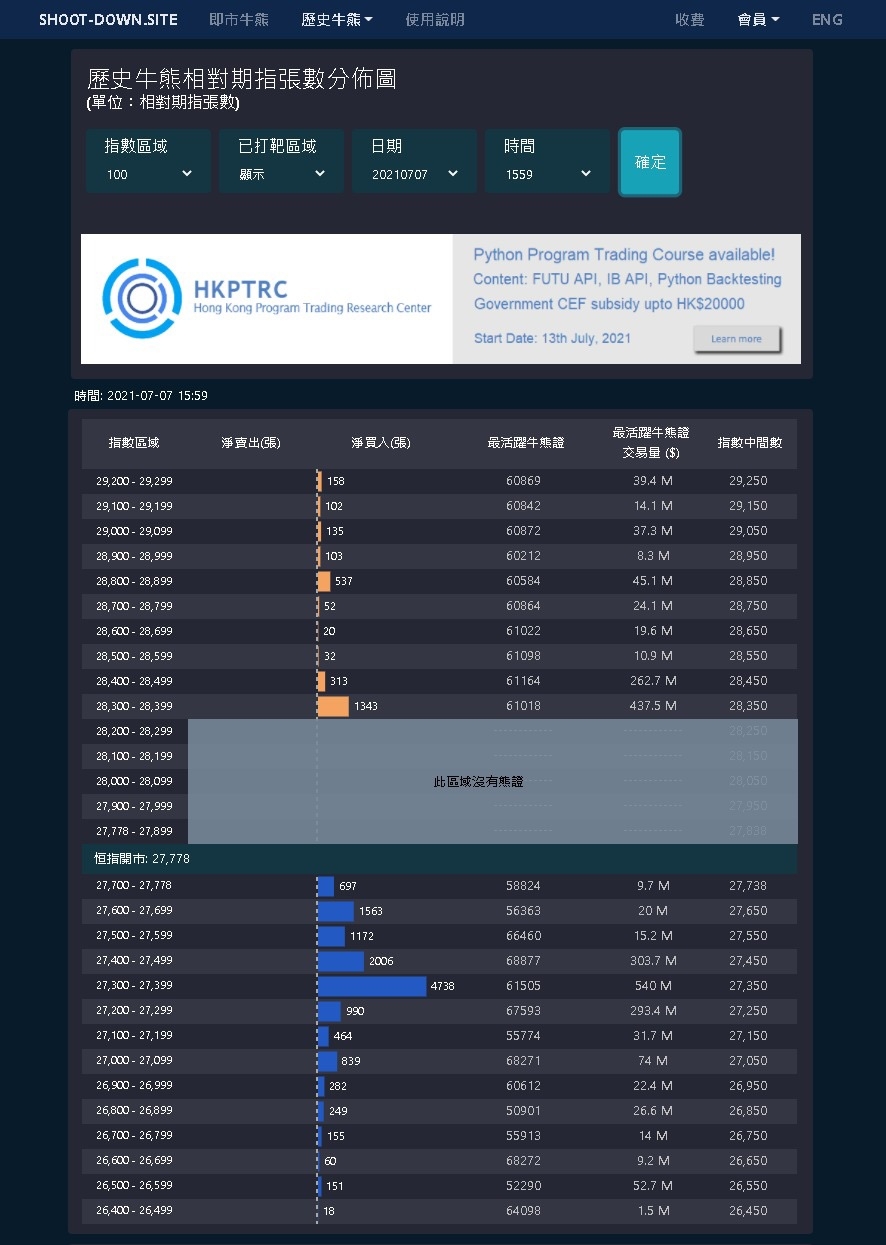 SHOOT-DOWN.SITE 即市牛熊 歷史牛熊 使用說明 收費 會員 ENG
歷史牛熊相對期指張數分佈圖
(單位：相對期指張數)
指數區域 已打靶區域 日期 時間 確定
100 顯示 20210707 1559
HKPTRC
Hong Kong Program Trading Research Center
Python Program Trading Course available!
Content: FUTU API, IB API, Python Backtesting
Government CEF subsidy upto HK$20000
Start Date: 13th July, 2021 Learn more
時間: 2021-07-07 15:59
指數區域 淨賣出(張) 淨買入(張) 最活躍牛熊證 最活躍牛熊證 交易量 ($) 指數中間數
29,200 - 29,299 158 60869 39.4 M 29,250
29,100 - 29,199 102 60842 14.1 M 29,150
29,000 - 29,099 135 60872 37.3 M 29,050
28,900 - 28,999 103 60212 8.3 M 28,950
28,800 - 28,899 537 60584 45.1 M 28,850
28,700 - 28,799 52 60864 24.1 M 28,750
28,600 - 28,699 20 61022 19.6 M 28,650
28,500 - 28,599 32 61098 10.9 M 28,550
28,400 - 28,499 313 61164 262.7 M 28,450
28,300 - 28,399 1343 61018 437.5 M 28,350
28,200 - 28,299 ------------ ------------ 28,250
28,100 - 28,199 ------------ ------------ 28,150
28,000 - 28,099 此區域沒有熊證 ------------ 28,050
27,900 - 27,999 ------------ ------------ 27,950
27,778 - 27,899 ------------ ------------ 27,838
恒指開市: 27,778
27,700 - 27,778 697 58824 9.7 M 27,738
27,600 - 27,699 1563 56363 20 M 27,650
27,500 - 27,599 1172 66460 15.2 M 27,550
27,400 - 27,499 2006 68877 303.7 M 27,450
27,300 - 27,399 4738 61505 540 M 27,350
27,200 - 27,299 990 67593 293.4 M 27,250
27,100 - 27,199 464 55774 31.7 M 27,150
27,000 - 27,099 839 68271 74 M 27,050
26,900 - 26,999 282 60612 22.4 M 26,950
26,800 - 26,899 249 50901 26.6 M 26,850
26,700 - 26,799 155 55913 14 M 26,750
26,600 - 26,699 60 68272 9.2 M 26,650
26,500 - 26,599 151 52290 52.7 M 26,550
26,400 - 26,499 18 64098 1.5 M 26,450